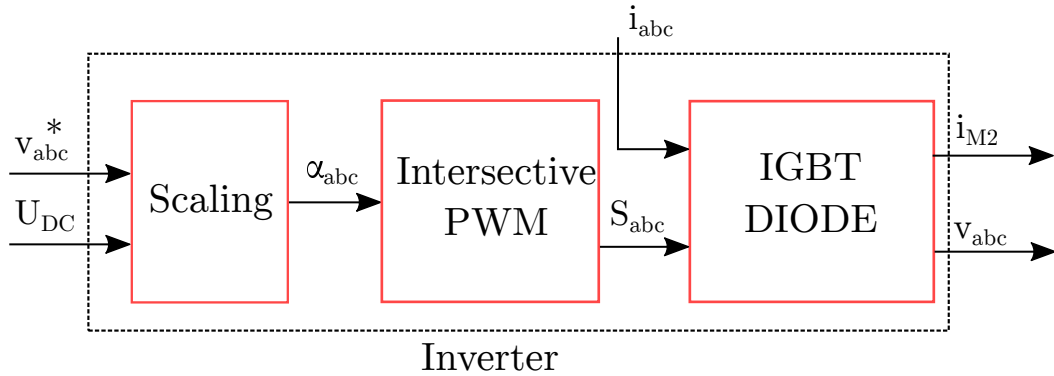 i_abc
v_abc*
U_DC
Scaling
α_abc
Intersective
PWM
S_abc
IGBT
DIODE
i_M2
v_abc
Inverter